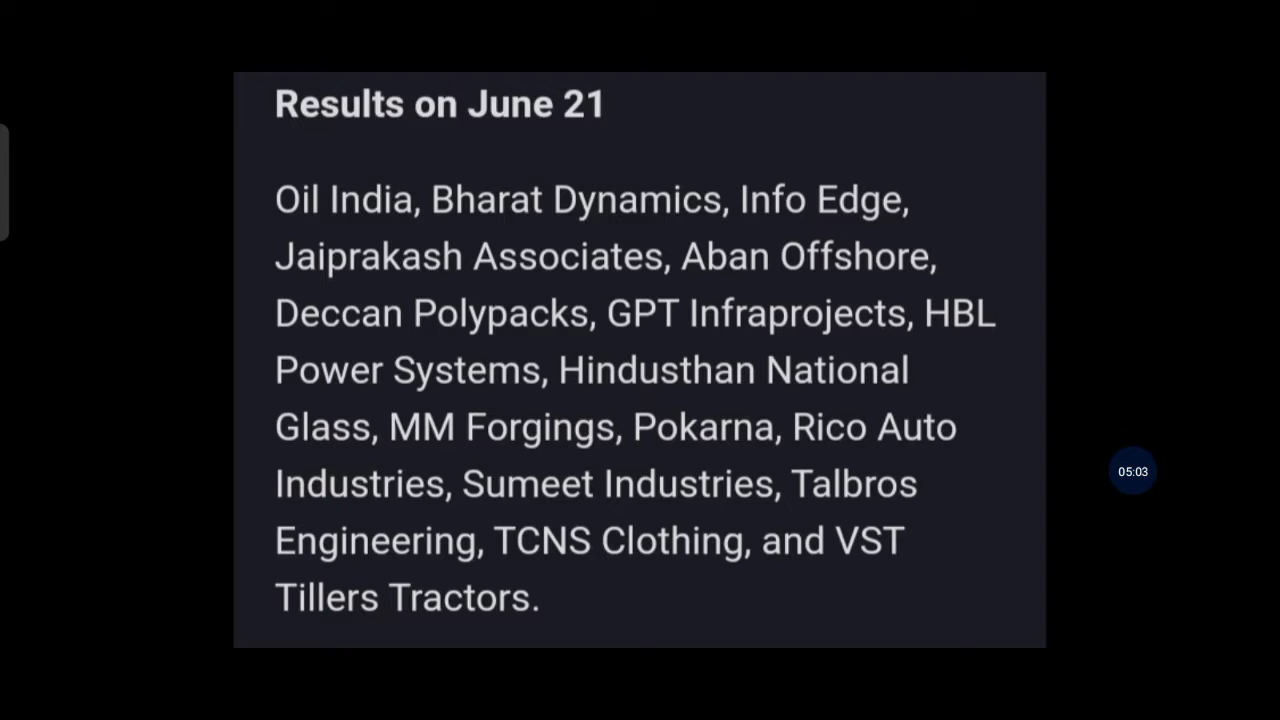 Results on June 21
Oil India, Bharat Dynamics, Info Edge,
Jaiprakash Associates, Aban Offshore,
Deccan Polypacks, GPT Infraprojects, HBL
Power Systems, Hindusthan National
Glass, MM Forgings, Pokarna, Rico Auto
Industries, Sumeet Industries, Talbros
Engineering, TCNS Clothing, and VST
Tillers Tractors.
05:03